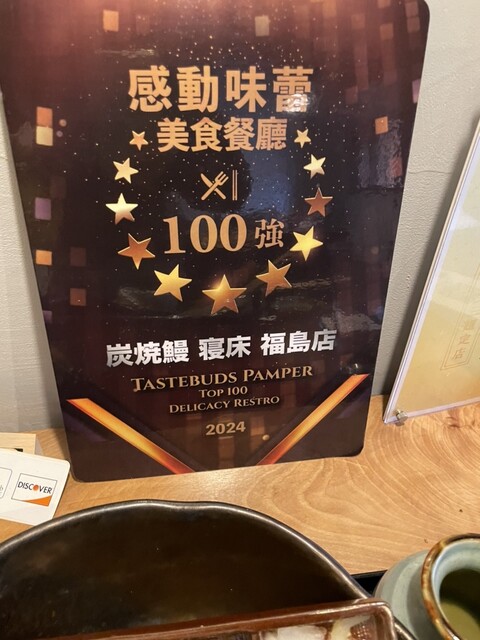 感動味蕾
美食餐廳
100強
炭焼鰻 寝床 福島店
TASTEBUDS PAMPER
TOP 100
DELICACY RESTRO
2024
DISCOVER